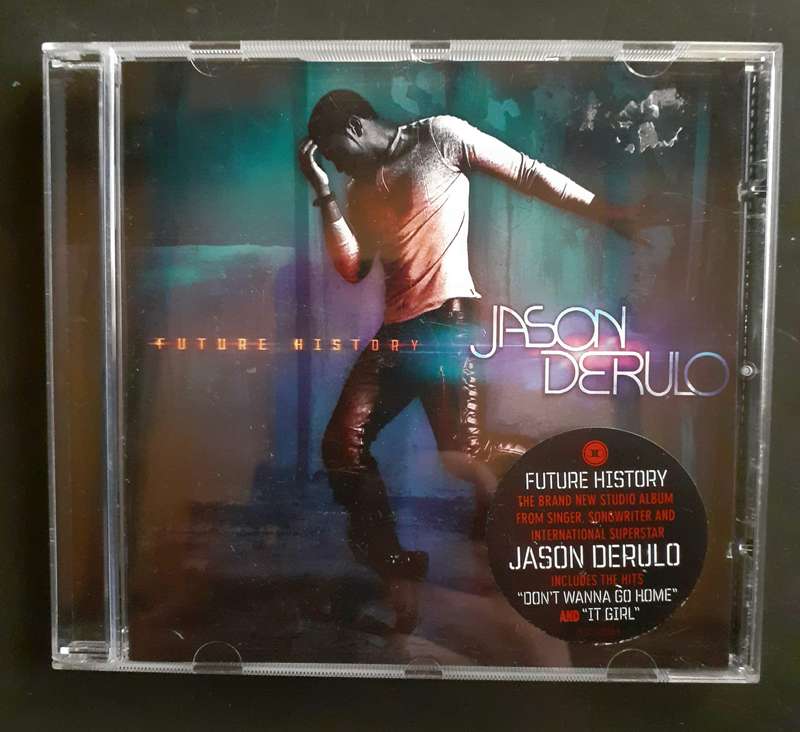 FUTURE HISTORY
JASON
DERULO
FUTURE HISTORY
THE BRAND NEW STUDIO ALBUM
FROM SINGER, SONGWRITER AND
INTERNATIONAL SUPERSTAR
JASON DERULO
INCLUDES THE HITS
"DON'T WANNA GO HOME"
AND "IT GIRL"